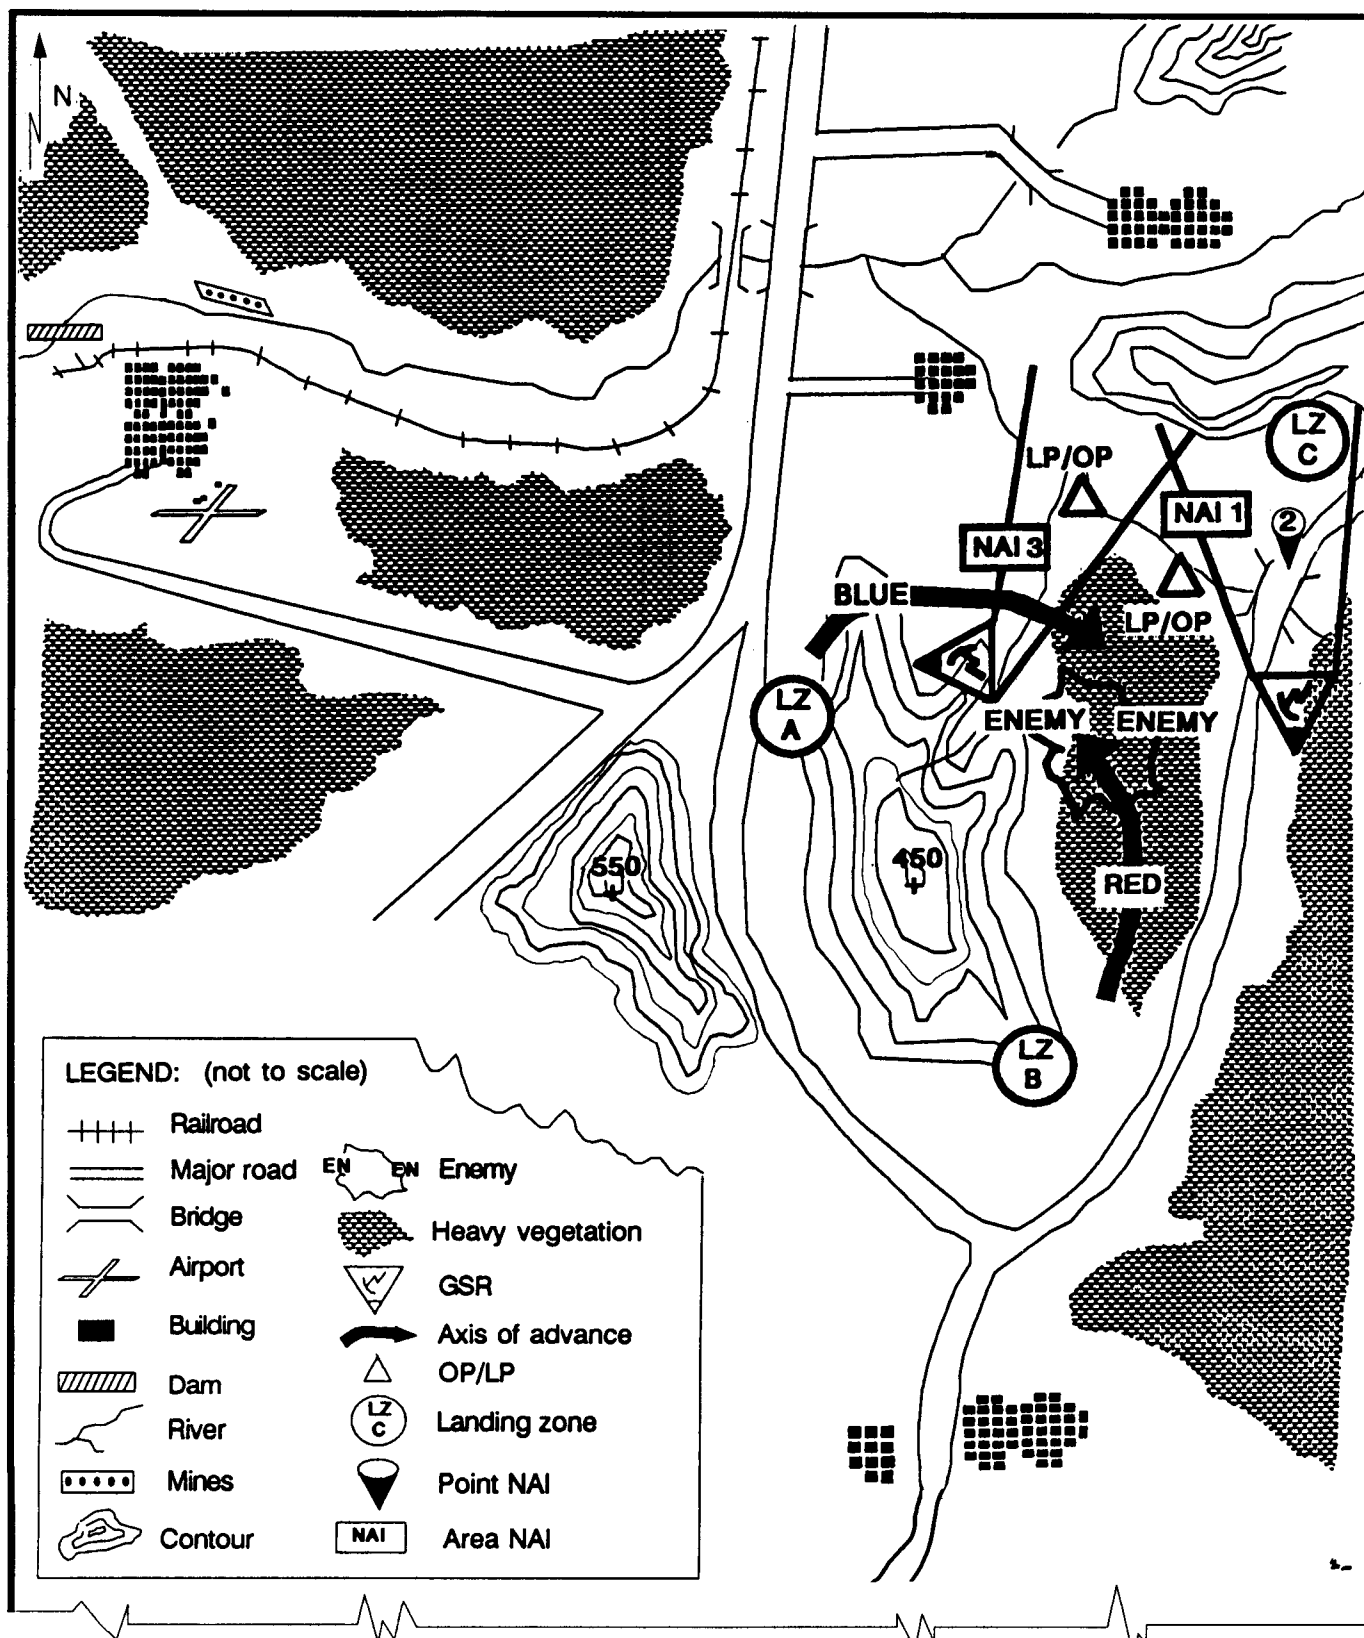 N
LZ
C
LP/OP
NAI 1
2
NAI 3
BLUE
LP/OP
LZ
A
ENEMY
ENEMY
550
450
RED
LZ
B
LEGEND: (not to scale)
Railroad
Major road
Bridge
Airport
Building
Dam
River
Mines
Contour
EN EN Enemy
Heavy vegetation
GSR
Axis of advance
OP/LP
LZ
C
Landing zone
Point NAI
NAI Area NAI